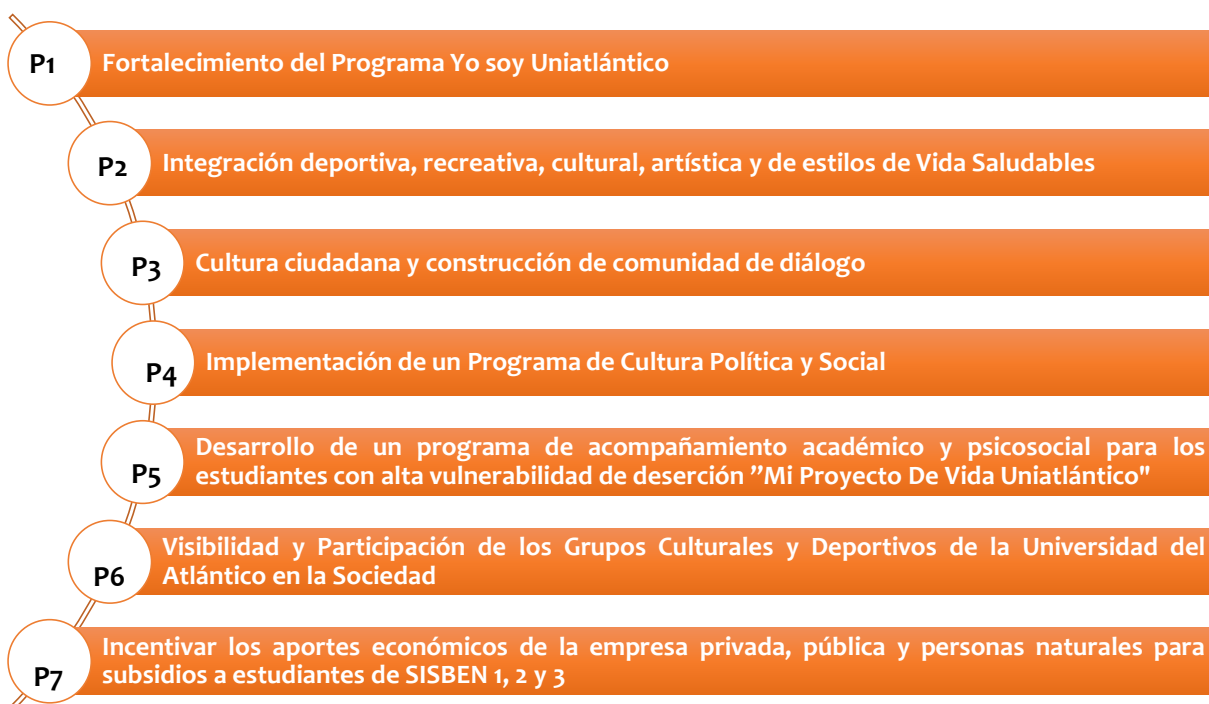 P1
Fortalecimiento del Programa Yo soy Uniatlántico
P2
Integración deportiva, recreativa, cultural, artística y de estilos de Vida Saludables
P3
Cultura ciudadana y construcción de comunidad de diálogo
P4
Implementación de un Programa de Cultura Política y Social
P5
Desarrollo de un programa de acompañamiento académico y psicosocial para los
estudiantes con alta vulnerabilidad de deserción ”Mi Proyecto De Vida Uniatlántico"
P6
Visibilidad y Participación de los Grupos Culturales y Deportivos de la Universidad del
Atlántico en la Sociedad
P7
Incentivar los aportes económicos de la empresa privada, pública y personas naturales para
subsidios a estudiantes de SISBEN 1, 2 y 3